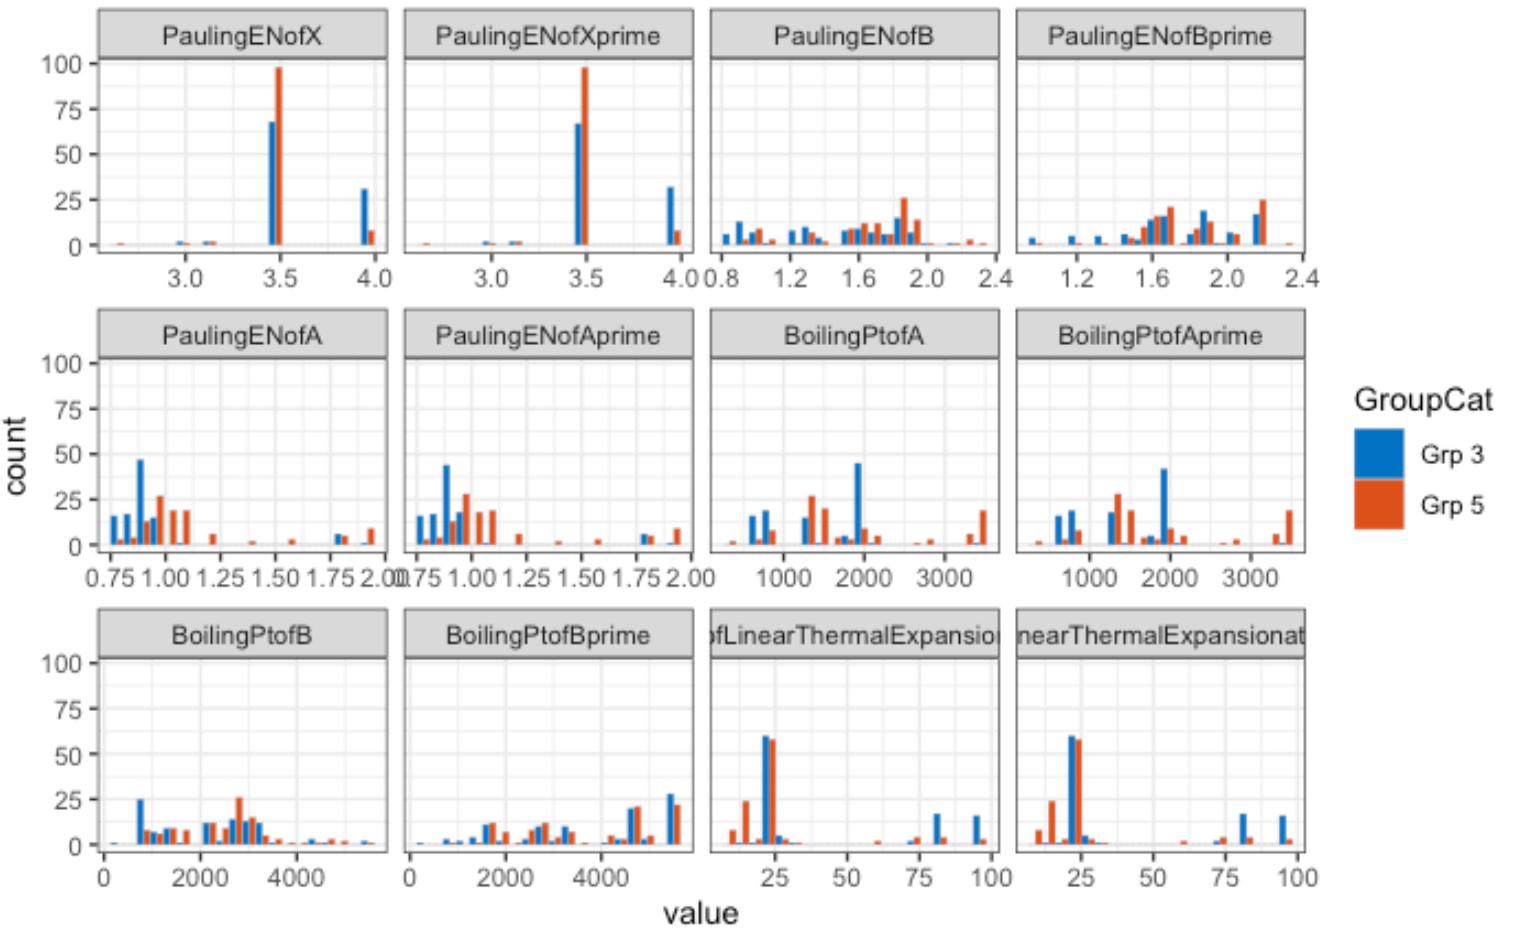 PaulingENofX PaulingENofXprime PaulingENofB PaulingENofBprime
100
75
50
25
0
3.0 3.5 4.0 3.0 3.5 4.0 0.8 1.2 1.6 2.0 2.4 1.2 1.6 2.0 2.4
PaulingENofA PaulingENofAprime BoilingPtofA BoilingPtofAprime
100
75
50
25
0
0.75 1.00 1.25 1.50 1.75 2.00 0.75 1.00 1.25 1.50 1.75 2.00 1000 2000 3000 1000 2000 3000
BoilingPtofB BoilingPtofBprime ofLinearThermalExpansion nearThermalExpansionat
100
75
50
25
0
0 2000 4000 0 2000 4000 25 50 75 100 25 50 75 100
value
count
GroupCat
Grp 3
Grp 5